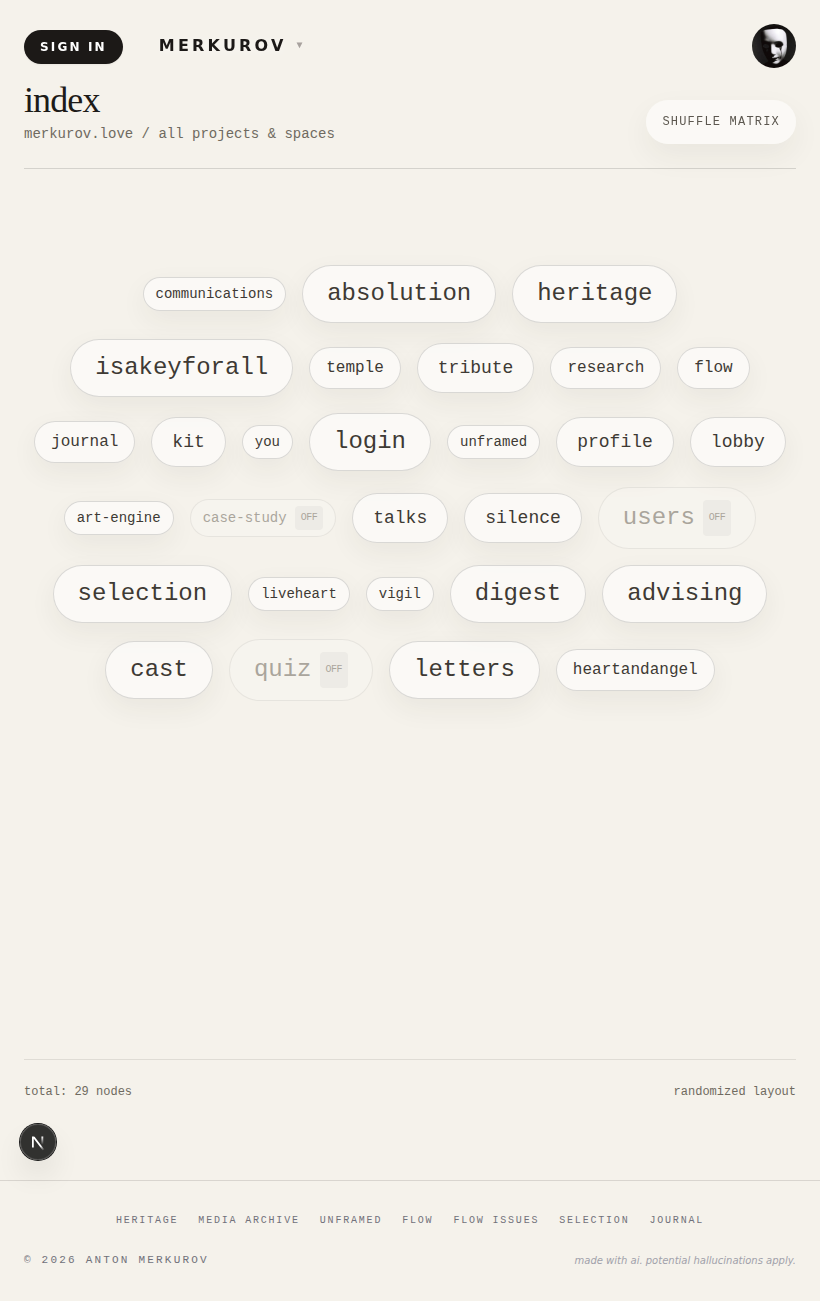 SIGN IN
MERKUROV ▼
index
merkurov.love / all projects & spaces
SHUFFLE MATRIX
communications absolution heritage
isakeyforall temple tribute research flow
journal kit you login unframed profile lobby
art-engine case-study OFF talks silence users OFF
selection liveheart vigil digest advising
cast quiz OFF letters heartandangel
total: 29 nodes randomized layout
N
HERITAGE MEDIA ARCHIVE UNFRAMED FLOW FLOW ISSUES SELECTION JOURNAL
© 2026 ANTON MERKUROV made with ai. potential hallucinations apply.